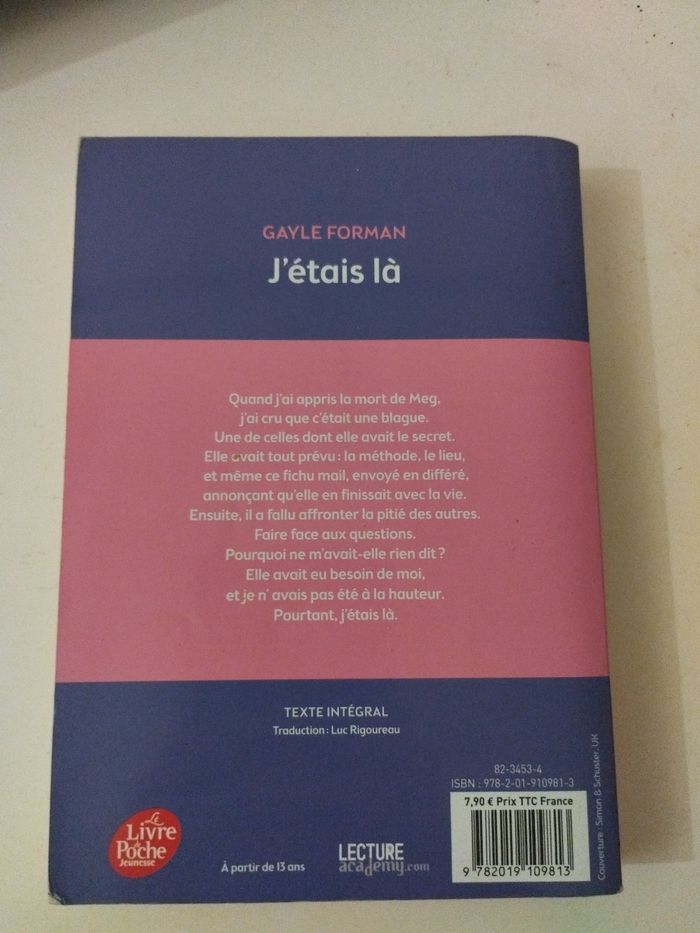 GAYLE FORMAN
J'étais là
Quand j'ai appris la mort de Meg,
j'ai cru que c'était une blague.
Une de celles dont elle avait le secret.
Elle avait tout prévu : la méthode, le lieu,
et même ce fichu mail, envoyé en différé,
annonçant qu'elle en finissait avec la vie.
Ensuite, il a fallu affronter la pitié des autres.
Faire face aux questions.
Pourquoi ne m'avait-elle rien dit ?
Elle avait eu besoin de moi,
et je n' avais pas été à la hauteur.
Pourtant, j'étais là.
TEXTE INTÉGRAL
Traduction : Luc Rigoureau
82-3453-4
ISBN : 978-2-01-910981-3
7,90 € Prix TTC France
9 782019 109813
Couverture : Simon & Schuster, UK
Le
Livre
de
Poche
Jeunesse
À partir de 13 ans
LECTURE
academy.com